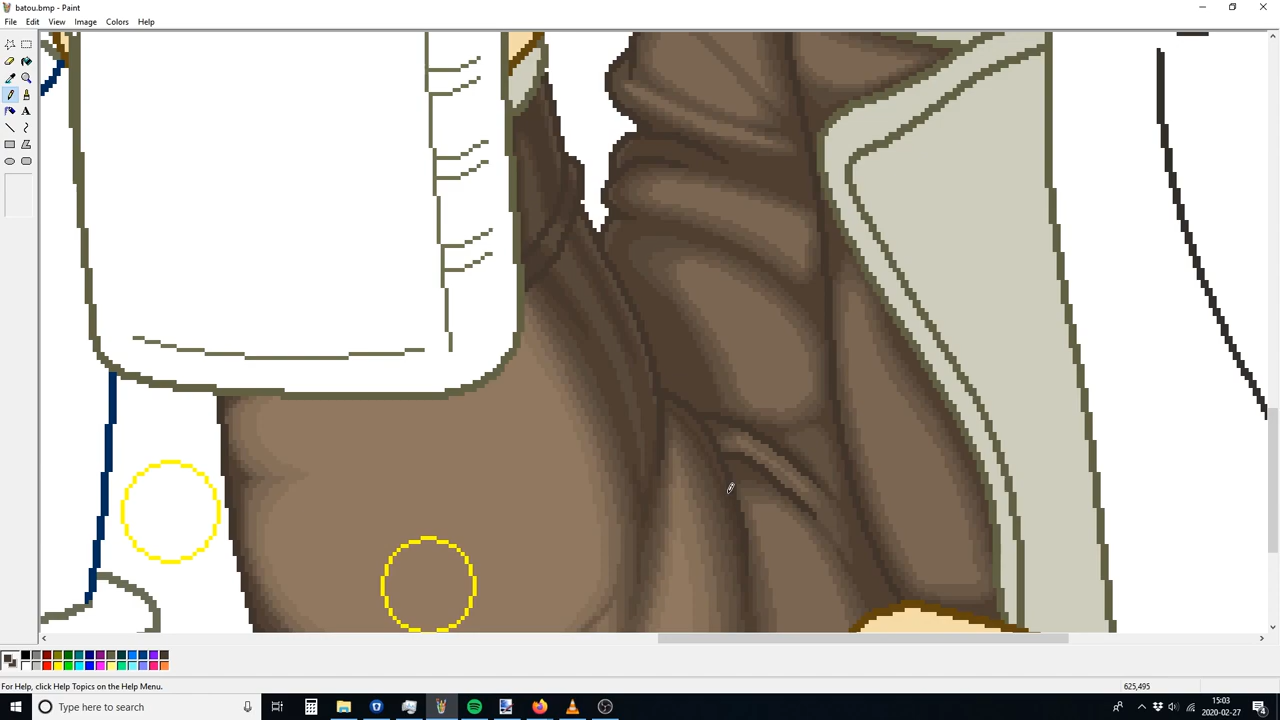 batou.bmp - Paint
File Edit View Image Colors Help
For Help, click Help Topics on the Help Menu.
625,495
Type here to search
15:03
2020-02-27
4